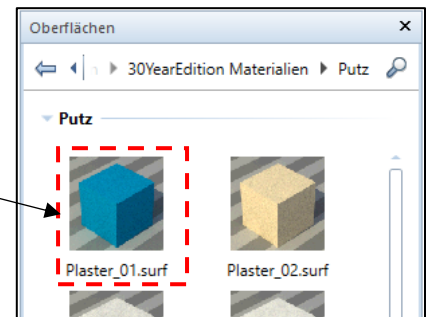 Oberflächen
30YearEdition Materialien Putz
Putz
Plaster_01.surf Plaster_02.surf